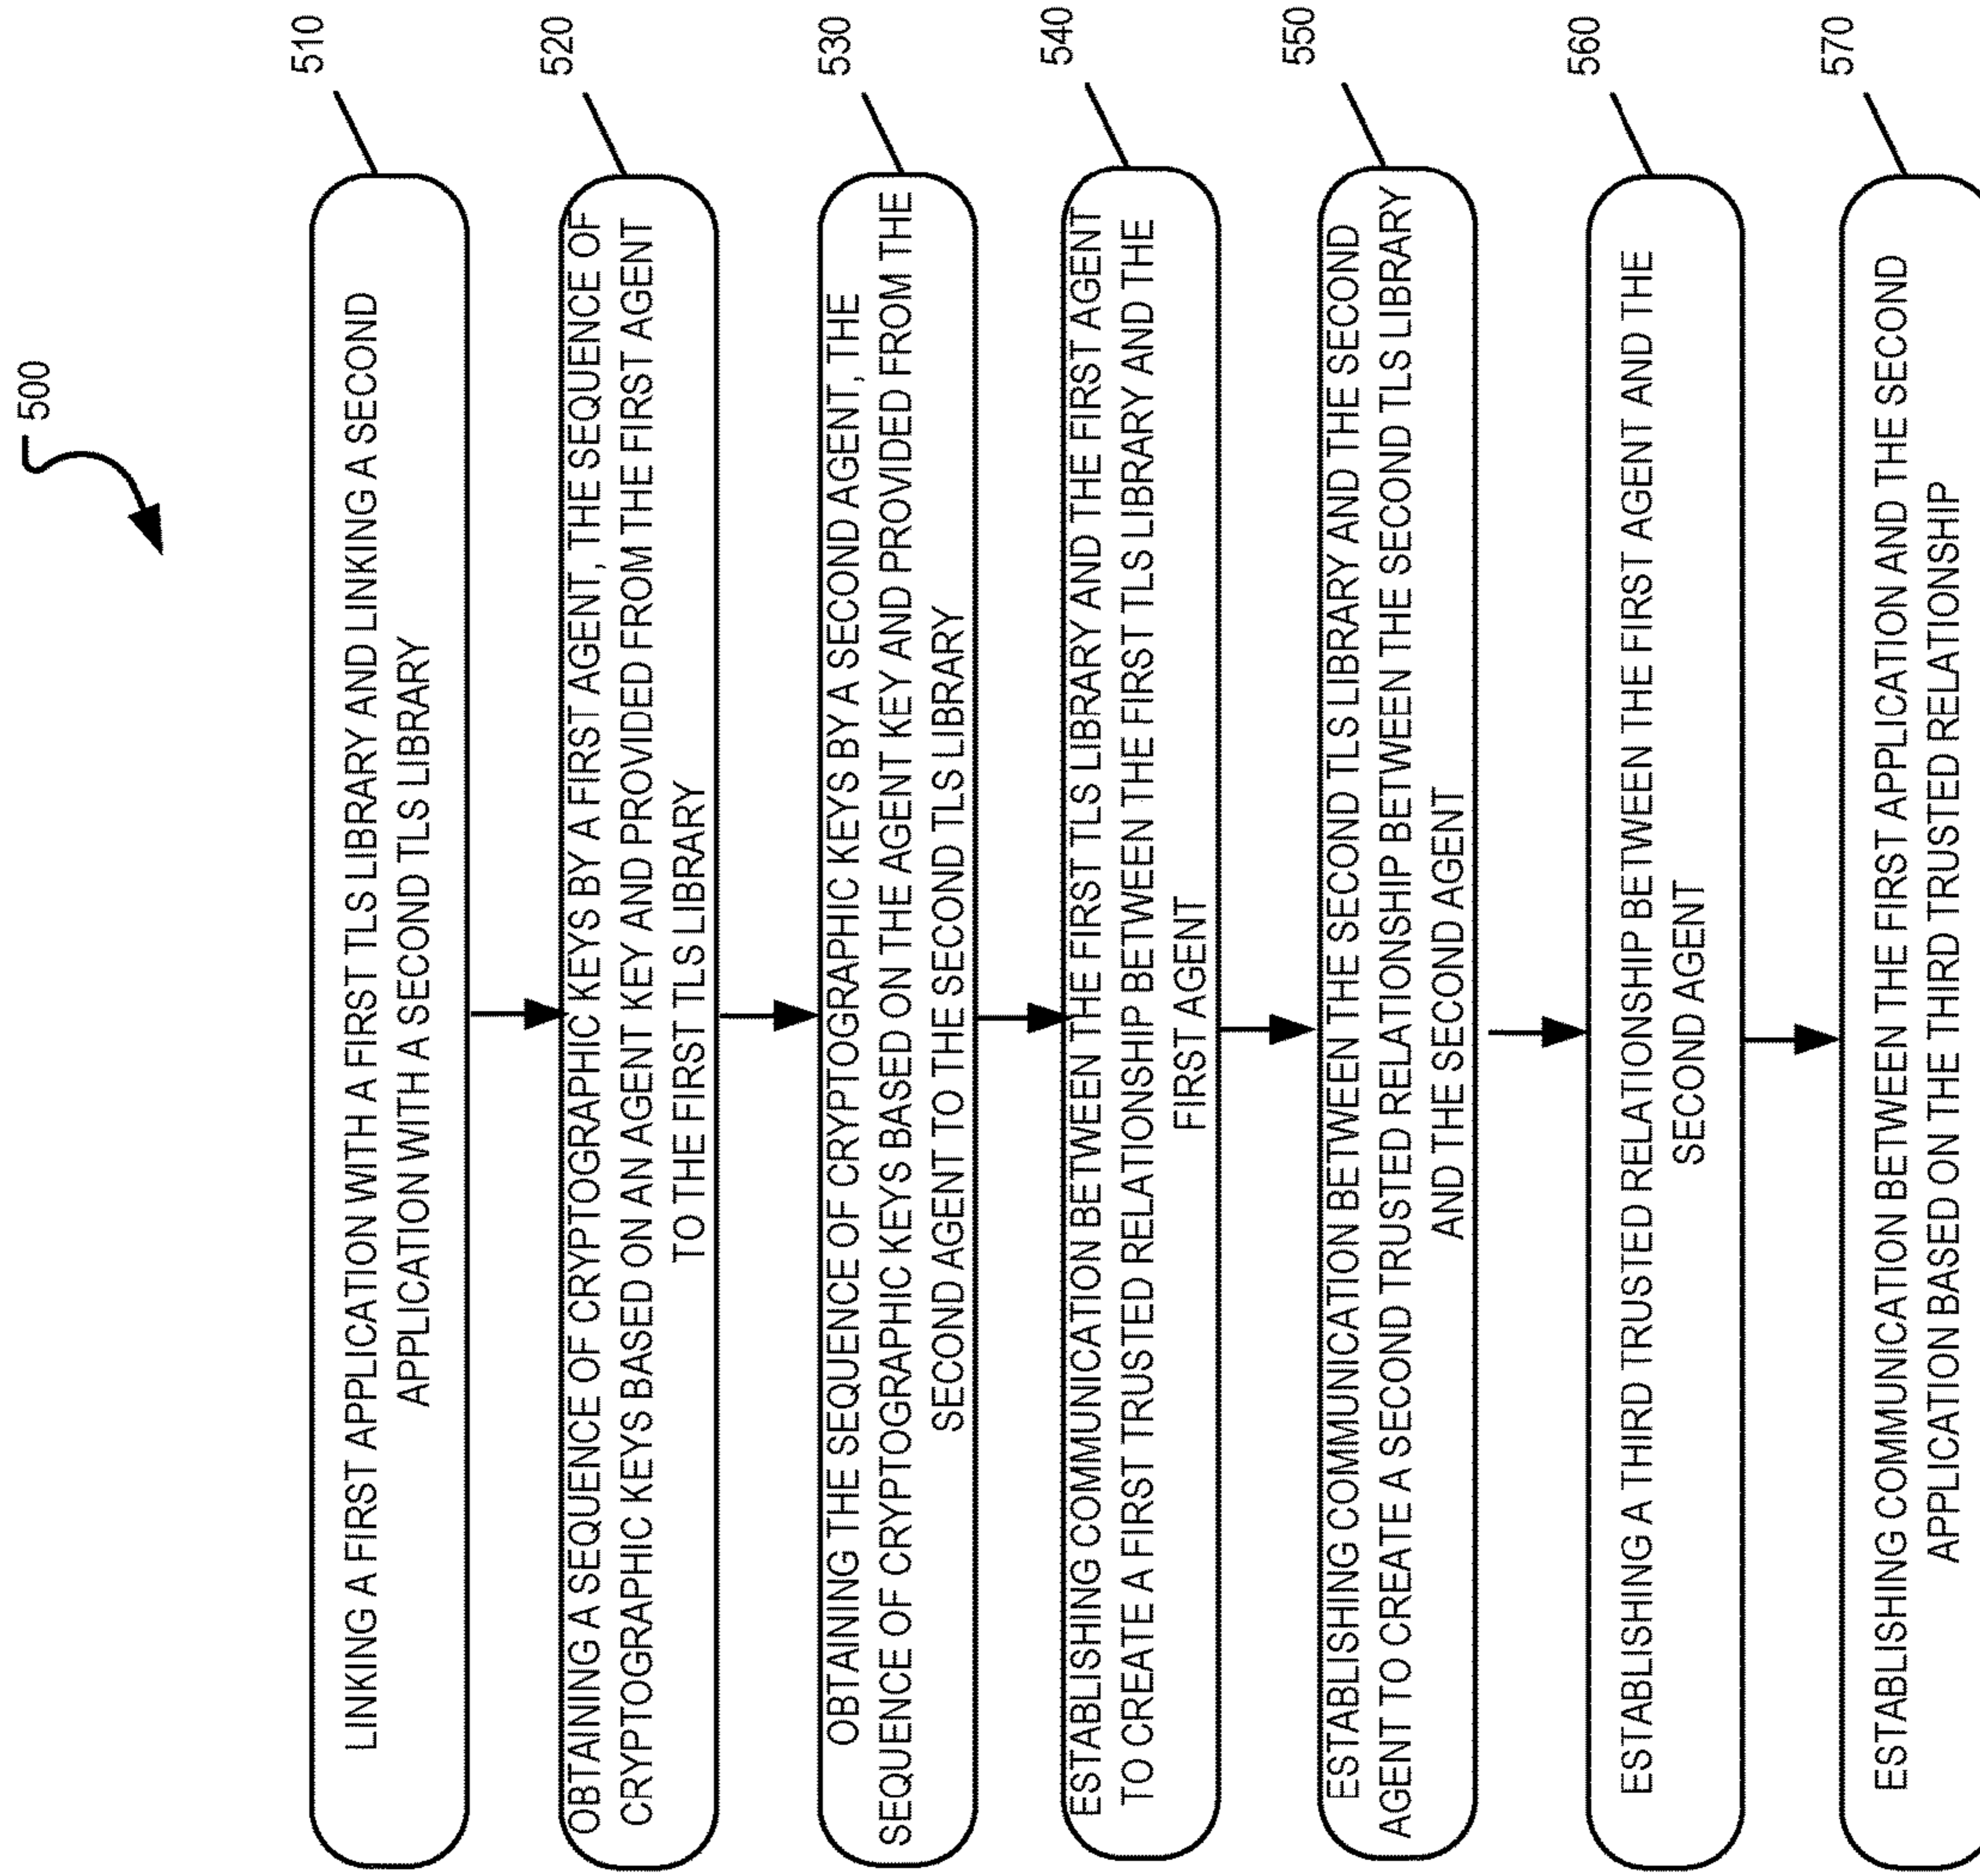 500
510
LINKING A FIRST APPLICATION WITH A FIRST TLS LIBRARY AND LINKING A SECOND
APPLICATION WITH A SECOND TLS LIBRARY
520
OBTAINING A SEQUENCE OF CRYPTOGRAPHIC KEYS BY A FIRST AGENT, THE SEQUENCE OF
CRYPTOGRAPHIC KEYS BASED ON AN AGENT KEY AND PROVIDED FROM THE FIRST AGENT
TO THE FIRST TLS LIBRARY
530
OBTAINING THE SEQUENCE OF CRYPTOGRAPHIC KEYS BY A SECOND AGENT, THE
SEQUENCE OF CRYPTOGRAPHIC KEYS BASED ON THE AGENT KEY AND PROVIDED FROM THE
SECOND AGENT TO THE SECOND TLS LIBRARY
540
ESTABLISHING COMMUNICATION BETWEEN THE FIRST TLS LIBRARY AND THE FIRST AGENT
TO CREATE A FIRST TRUSTED RELATIONSHIP BETWEEN THE FIRST TLS LIBRARY AND THE
FIRST AGENT
550
ESTABLISHING COMMUNICATION BETWEEN THE SECOND TLS LIBRARY AND THE SECOND
AGENT TO CREATE A SECOND TRUSTED RELATIONSHIP BETWEEN THE SECOND TLS LIBRARY
AND THE SECOND AGENT
560
ESTABLISHING A THIRD TRUSTED RELATIONSHIP BETWEEN THE FIRST AGENT AND THE
SECOND AGENT
570
ESTABLISHING COMMUNICATION BETWEEN THE FIRST APPLICATION AND THE SECOND
APPLICATION BASED ON THE THIRD TRUSTED RELATIONSHIP